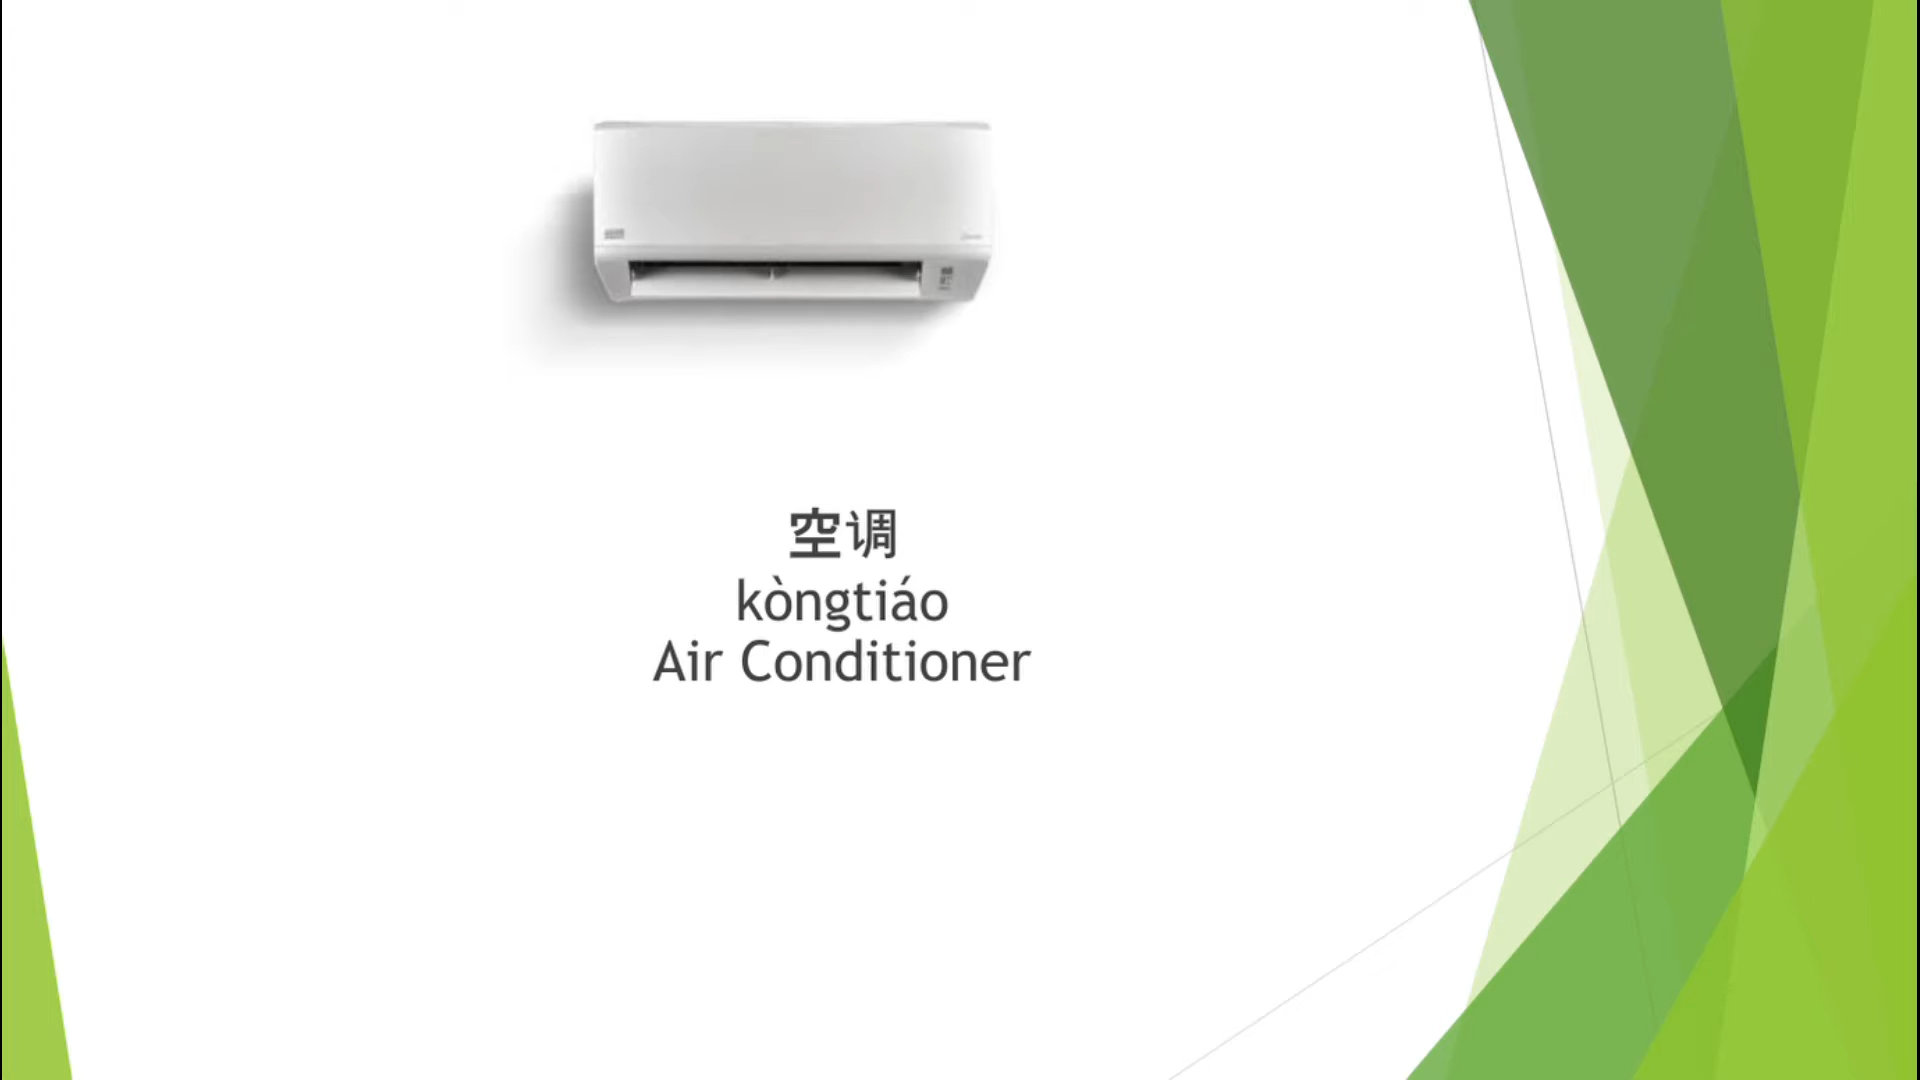 空调
kòngtiáo
Air Conditioner